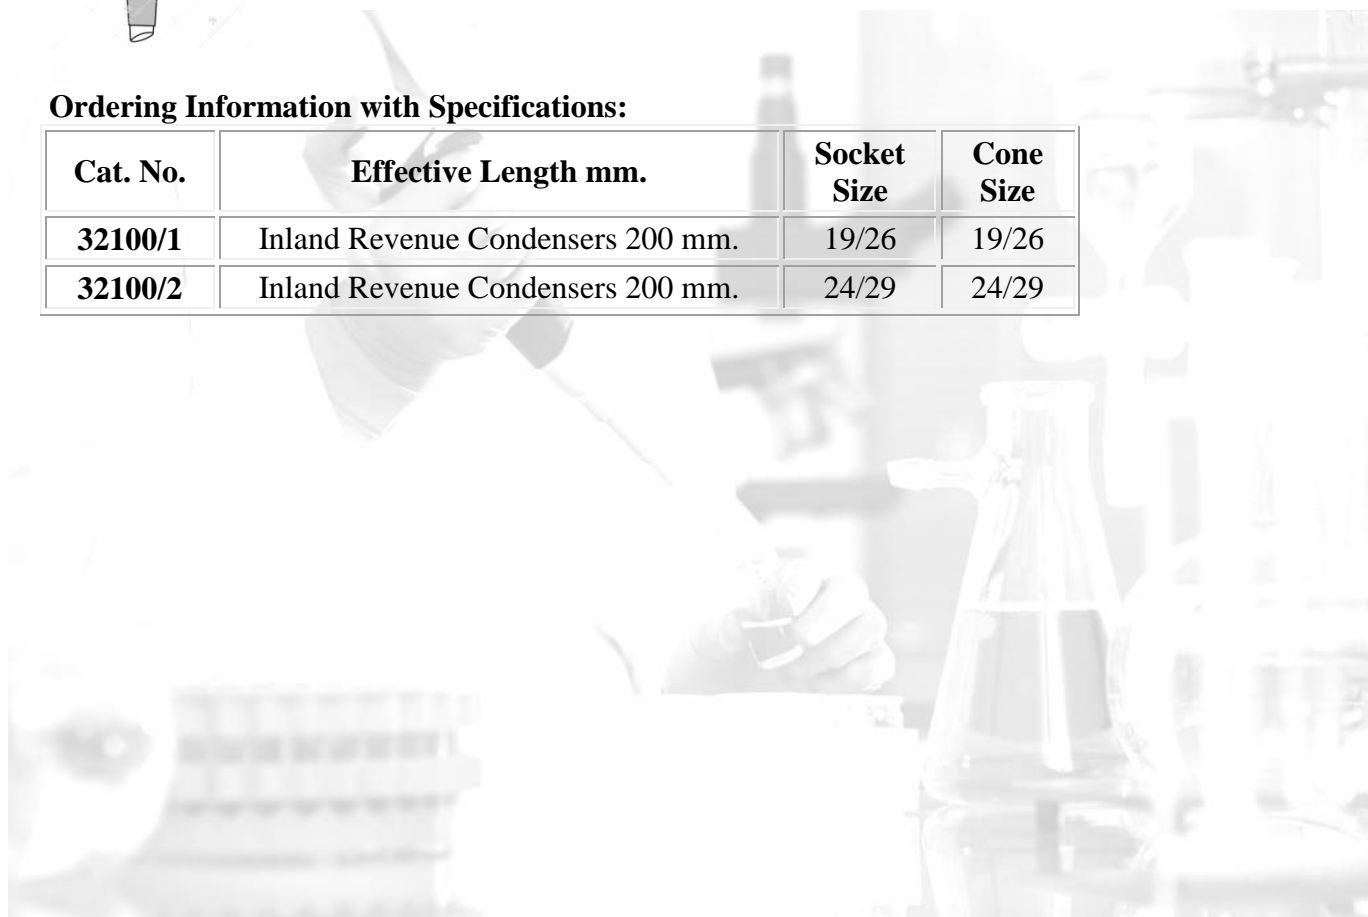 Ordering Information with Specifications:
Cat. No. Effective Length mm. Socket Size Cone Size
32100/1 Inland Revenue Condensers 200 mm. 19/26 19/26
32100/2 Inland Revenue Condensers 200 mm. 24/29 24/29